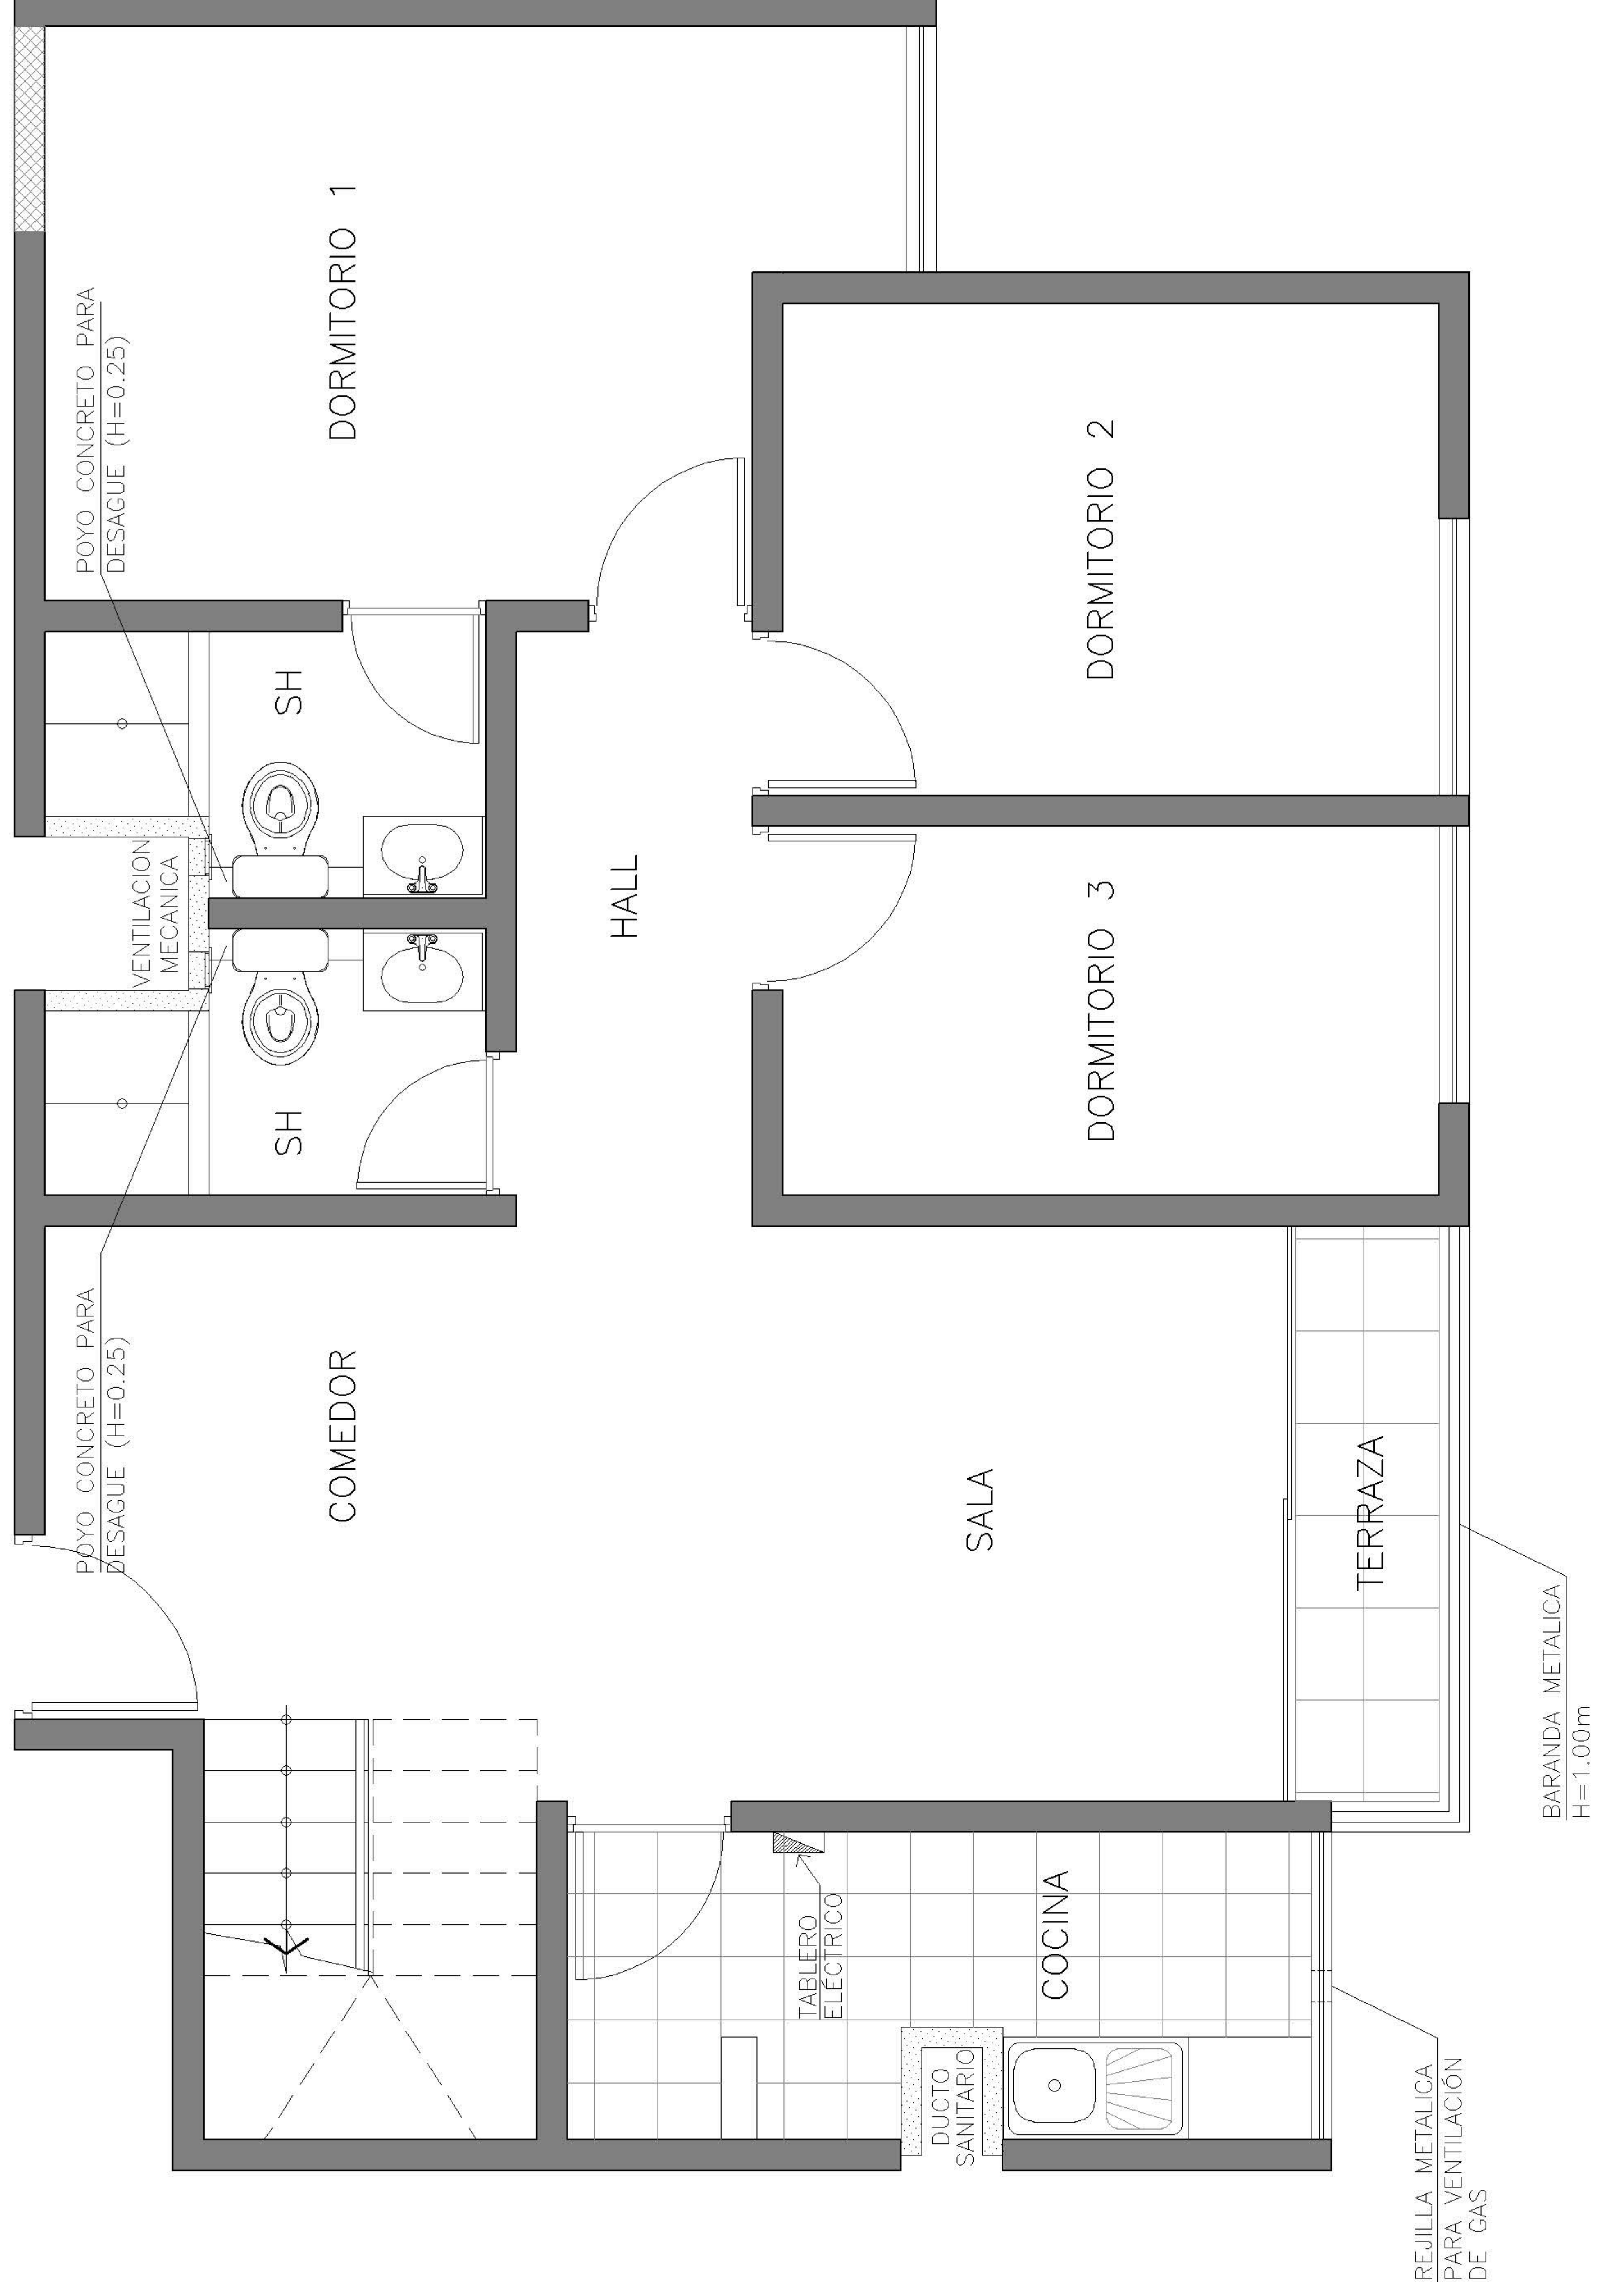 REJILLA METALICA
PARA VENTILACIÓN
DE GAS
BARANDA METALICA
H=1.00m
POYO CONCRETO PARA
DESAGUE (H=0.25)
POYO CONCRETO PARA
DESAGUE (H=0.25)
VENTILACION
MECANICA
SH
SH
COMEDOR
DORMITORIO 1
HALL
TABLERO
ELÉCTRICO
DUCTO
SANITARIO
COCINA
SALA
DORMITORIO 3
DORMITORIO 2
TERRAZA